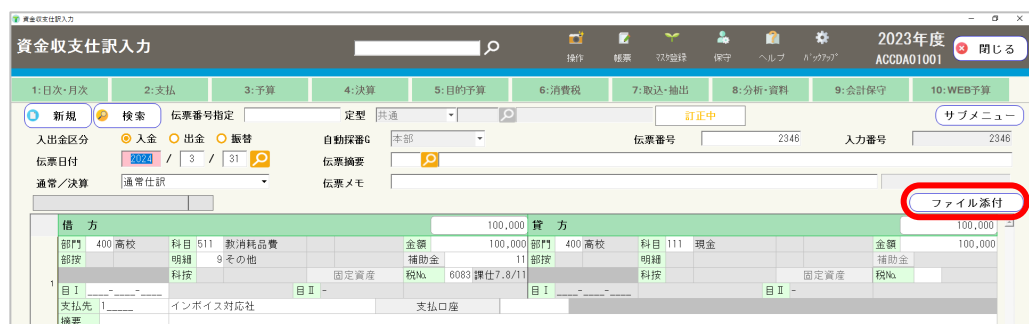 資金収支仕訳入力
資金収支仕訳入力 操作 帳票 ﾏｽﾀ登録 保守 ヘルプ ﾊﾞｯｸｱｯﾌﾟ 2023年度 ACCDA01001 閉じる
1:日次・月次 2:支払 3:予算 4:決算 5:目的予算 6:消費税 7:取込・抽出 8:分析・資料 9:会計保守 10:WEB予算
新規 検索 伝票番号指定 定型 共通 訂正中 サブメニュー
入出金区分 入金 出金 振替 自動採番G 本部 伝票番号 2346 入力番号 2346
伝票日付 2024 / 3 / 31 伝票摘要
通常/決算 通常仕訳 伝票メモ
ファイル添付
借 方 100,000 貸 方 100,000
部門 400 高校 科目 511 教消耗品費 金額 100,000 部門 400 高校 科目 111 現金 金額 100,000
部按 明細 9 その他 補助金 11 部按 明細 補助金
科按 固定資産 税No. 6083 課仕7.8/11 科按 固定資産 税No.
1 目Ⅰ ____-____-____ 目Ⅱ - 目Ⅰ ____-____-____ 目Ⅱ -
支払先 1_____ インボイス対応社 支払口座
摘要